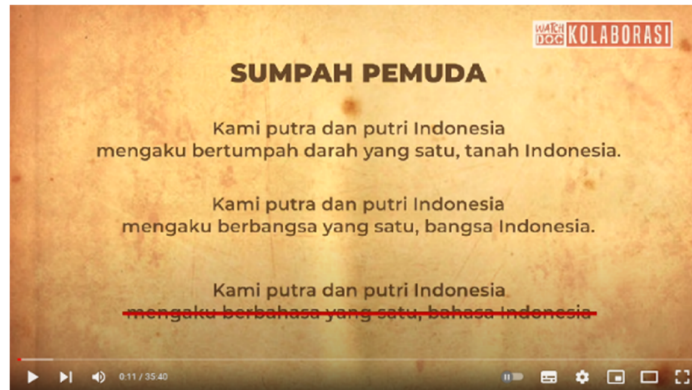 WATCH
DOC
KOLABORASI
SUMPAH PEMUDA
Kami putra dan putri Indonesia
mengaku bertumpah darah yang satu, tanah Indonesia.
Kami putra dan putri Indonesia
mengaku berbangsa yang satu, bangsa Indonesia.
Kami putra dan putri Indonesia
mengaku berbahasa yang satu, bahasa Indonesia
0:11 / 35:40